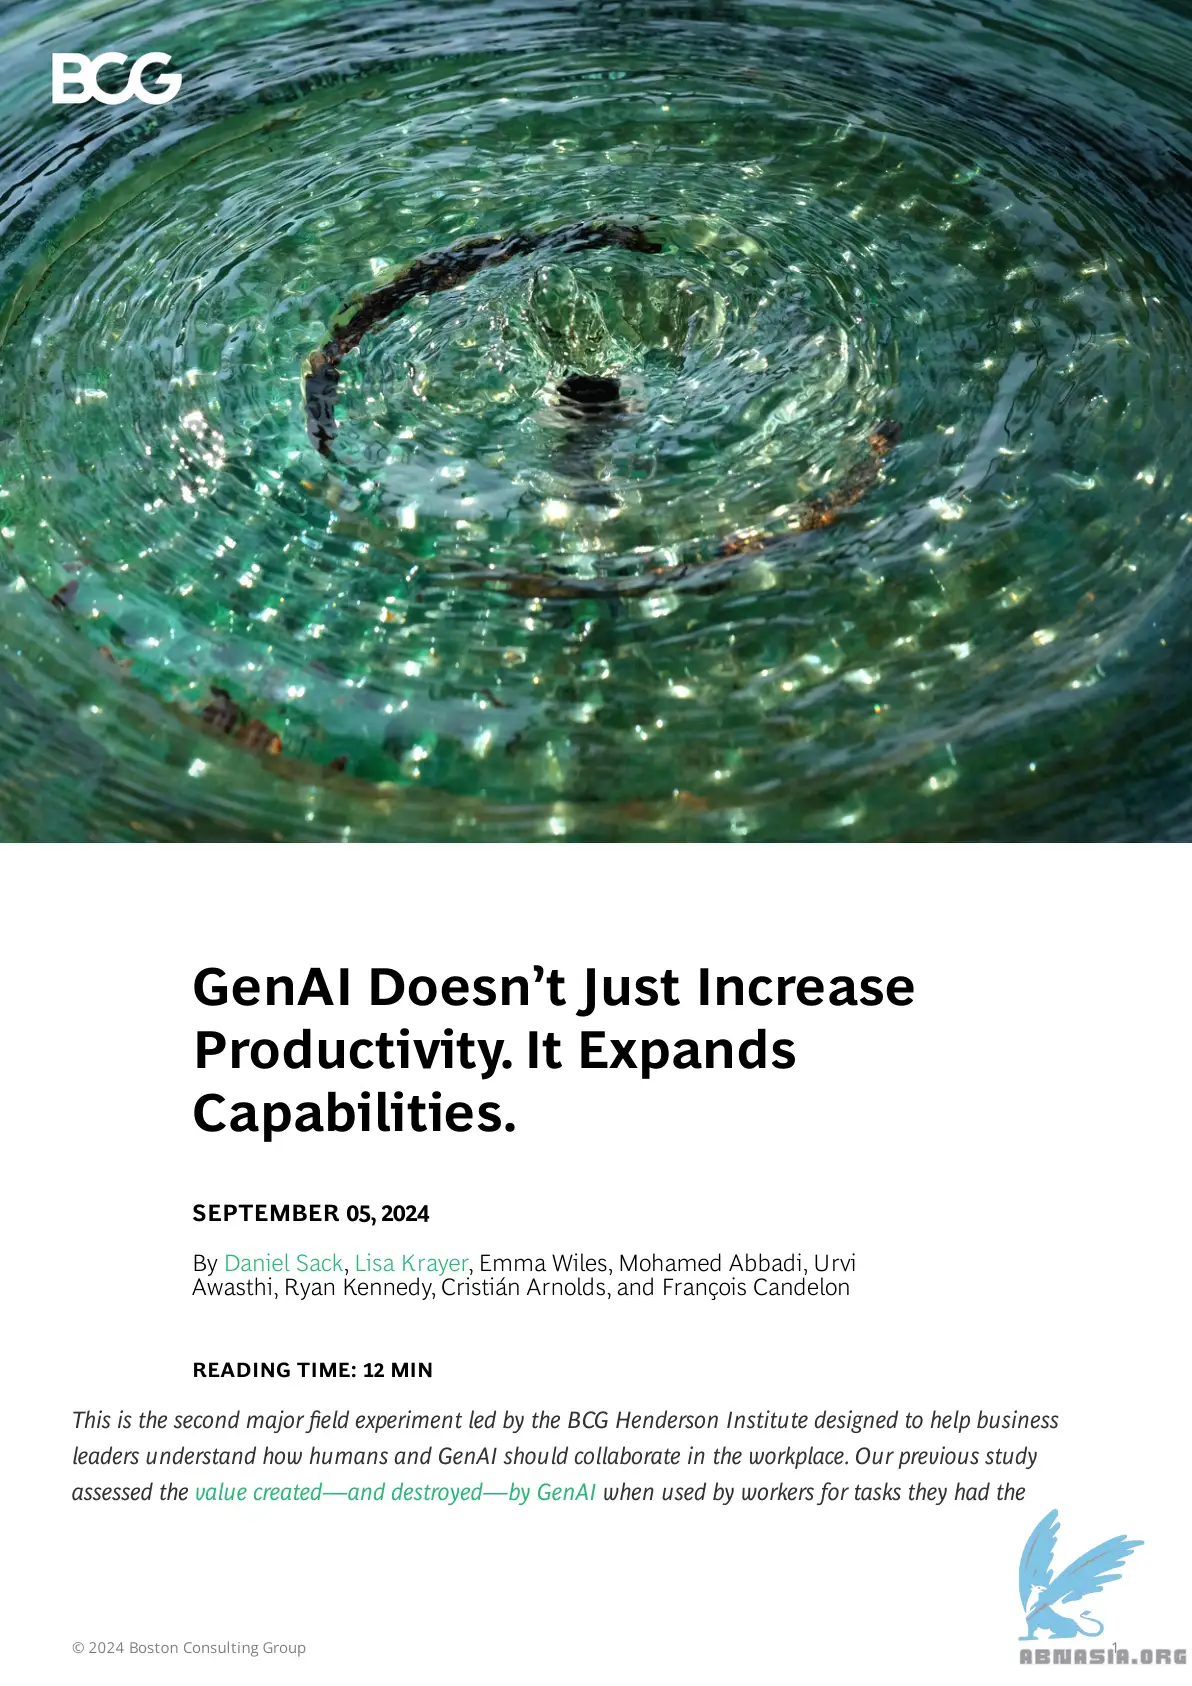 BCG
GenAI Doesn’t Just Increase
Productivity. It Expands
Capabilities.
SEPTEMBER 05, 2024
By Daniel Sack, Lisa Krayer, Emma Wiles, Mohamed Abbadi, Urvi
Awasthi, Ryan Kennedy, Cristián Arnolds, and François Candelon
READING TIME: 12 MIN
This is the second major field experiment led by the BCG Henderson Institute designed to help business
leaders understand how humans and GenAI should collaborate in the workplace. Our previous study
assessed the value created—and destroyed—by GenAI when used by workers for tasks they had the
© 2024 Boston Consulting Group
1
ABNASIA.ORG